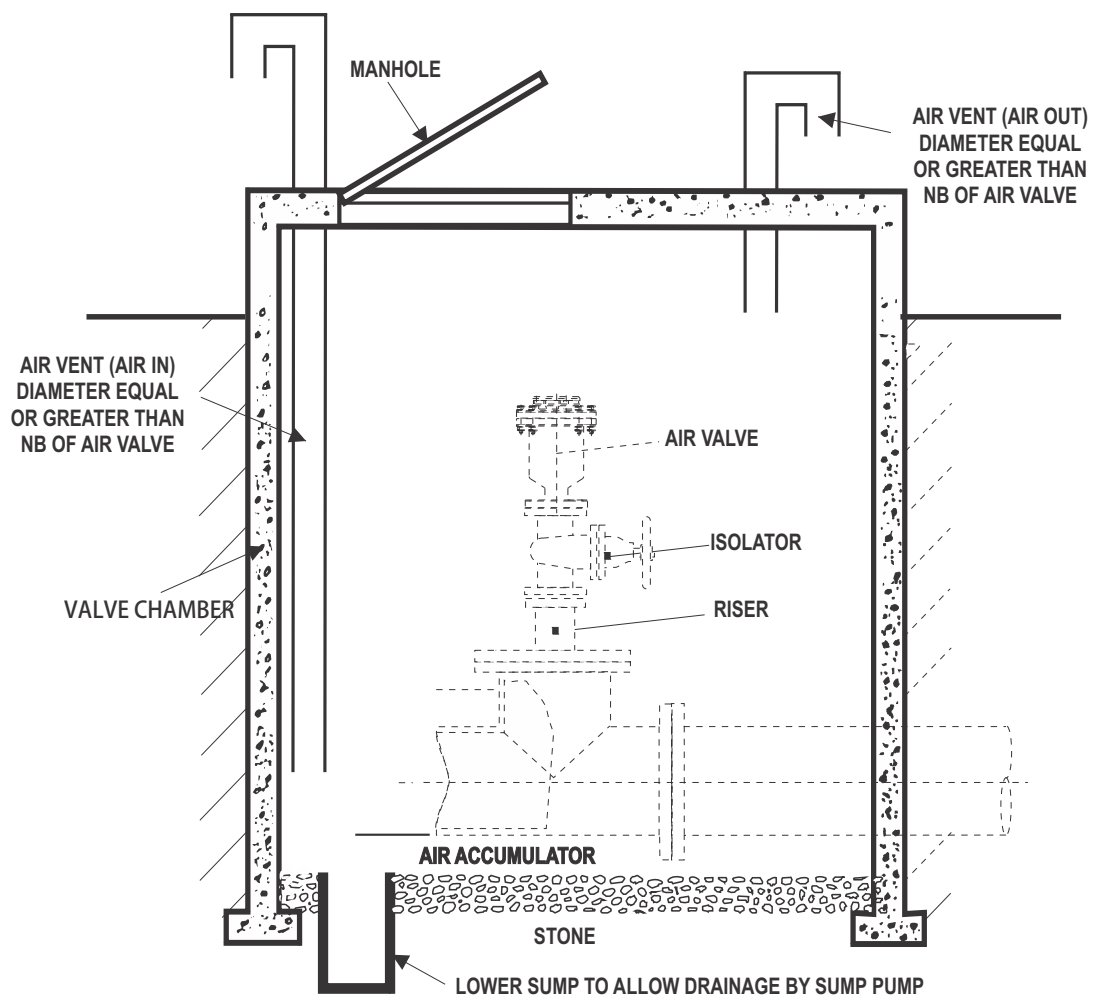 MANHOLE
AIR VENT (AIR OUT)
DIAMETER EQUAL
OR GREATER THAN
NB OF AIR VALVE
AIR VENT (AIR IN)
DIAMETER EQUAL
OR GREATER THAN
NB OF AIR VALVE
AIR VALVE
ISOLATOR
VALVE CHAMBER
RISER
AIR ACCUMULATOR
STONE
LOWER SUMP TO ALLOW DRAINAGE BY SUMP PUMP